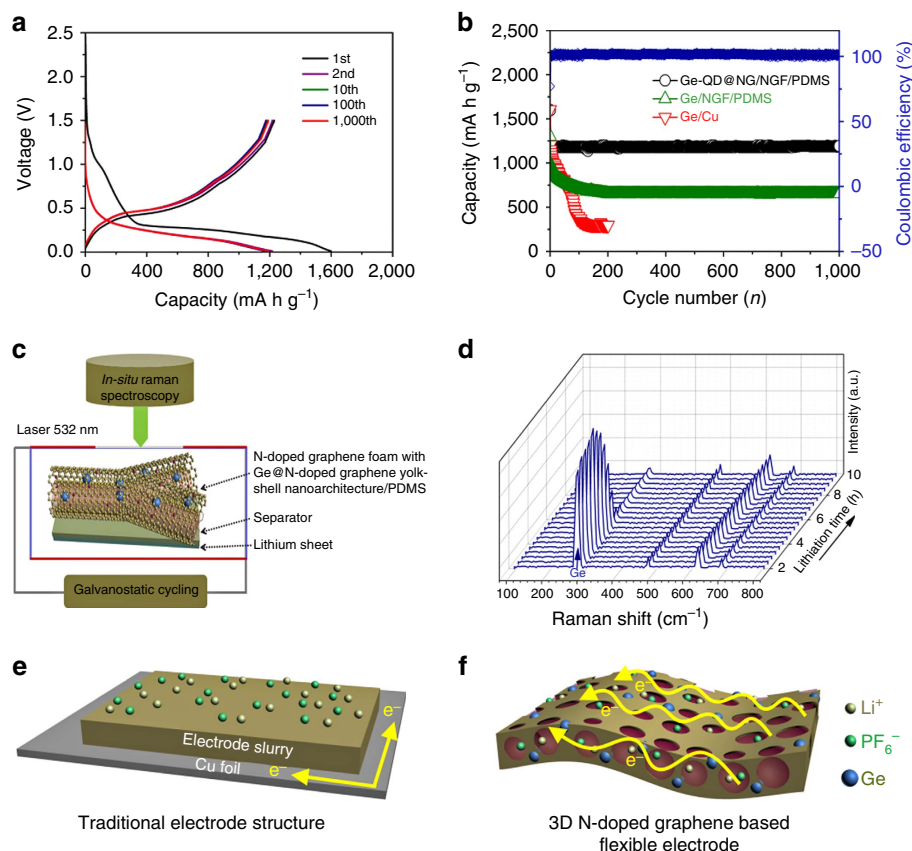 a
2.5
2.0
1.5
1.0
0.5
0.0
Voltage (V)
0
400
800
1,200
1,600
2,000
Capacity (mA h g−1)
1st
2nd
10th
100th
1,000th
b
2,500
2,000
1,500
1,250
1,000
500
0
Capacity (mA h g−1)
0
200
400
600
800
1,000
Cycle number (n)
100
50
0
−50
Coulombic efficiency (%)
Ge-QD@NG/NGF/PDMS
Ge/NGF/PDMS
Ge/Cu
c
In-situ raman
spectroscopy
Laser 532 nm
N-doped graphene foam with
Ge@N-doped graphene yolk-
shell nanoarchitecture/PDMS
Separator
Lithium sheet
Galvanostatic cycling
d
Intensity (a.u.)
10
8
6
4
2
Lithiation time (h)
Ge
100
200
300
400
500
600
700
800
Raman shift (cm−1)
e
Electrode slurry
Cu foil
e−
e−
Traditional electrode structure
f
e−
e−
e−
Li+
PF6−
Ge
3D N-doped graphene based
flexible electrode